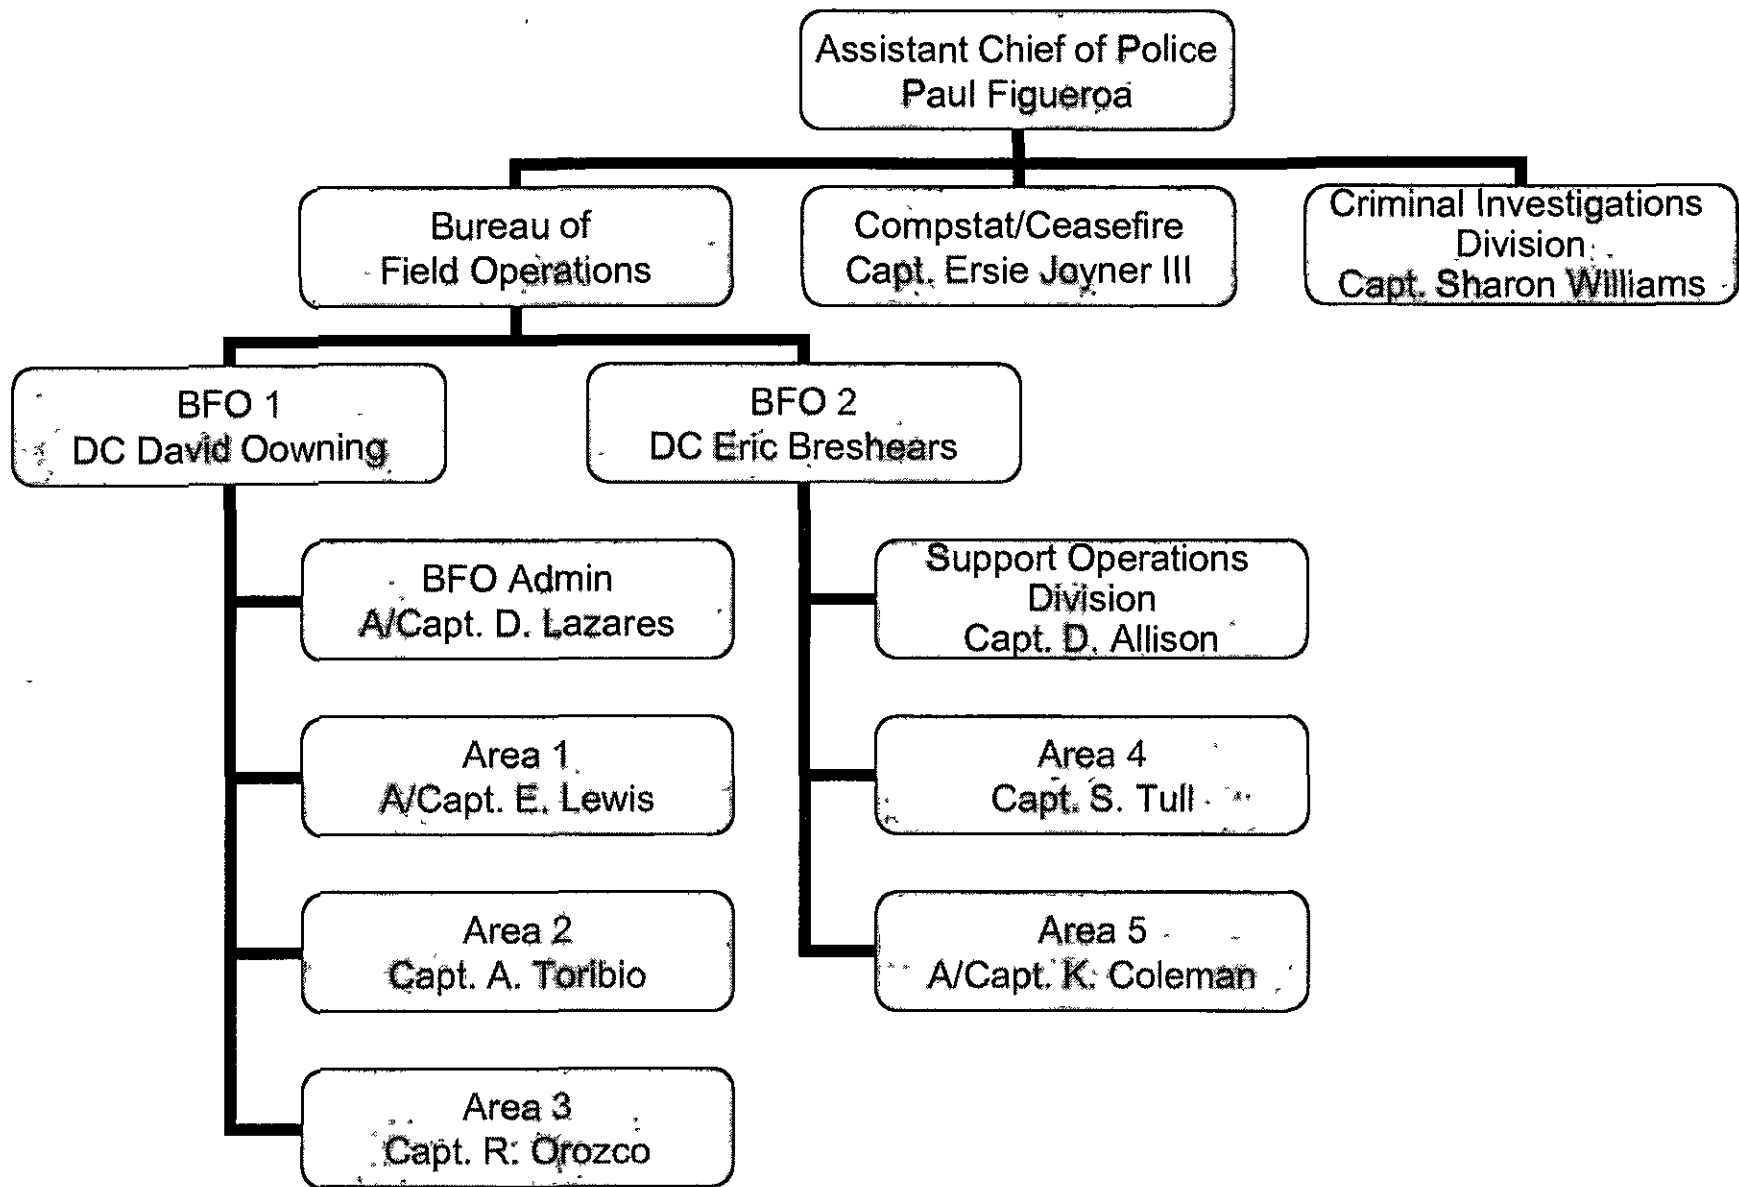 Assistant Chief of Police
Paul Figueroa
Bureau of
Field Operations
Compstat/Ceasefire
Capt. Ersie Joyner III
Criminal Investigations
Division
Capt. Sharon Williams
BFO 1
DC David Oowning
BFO 2
DC Eric Breshears
BFO Admin
A/Capt. D. Lazares
Support Operations
Division
Capt. D. Allison
Area 1
A/Capt. E. Lewis
Area 4
Capt. S. Tull
Area 2
Capt. A. Toribio
Area 5
A/Capt. K. Coleman
Area 3
Capt. R. Orozco